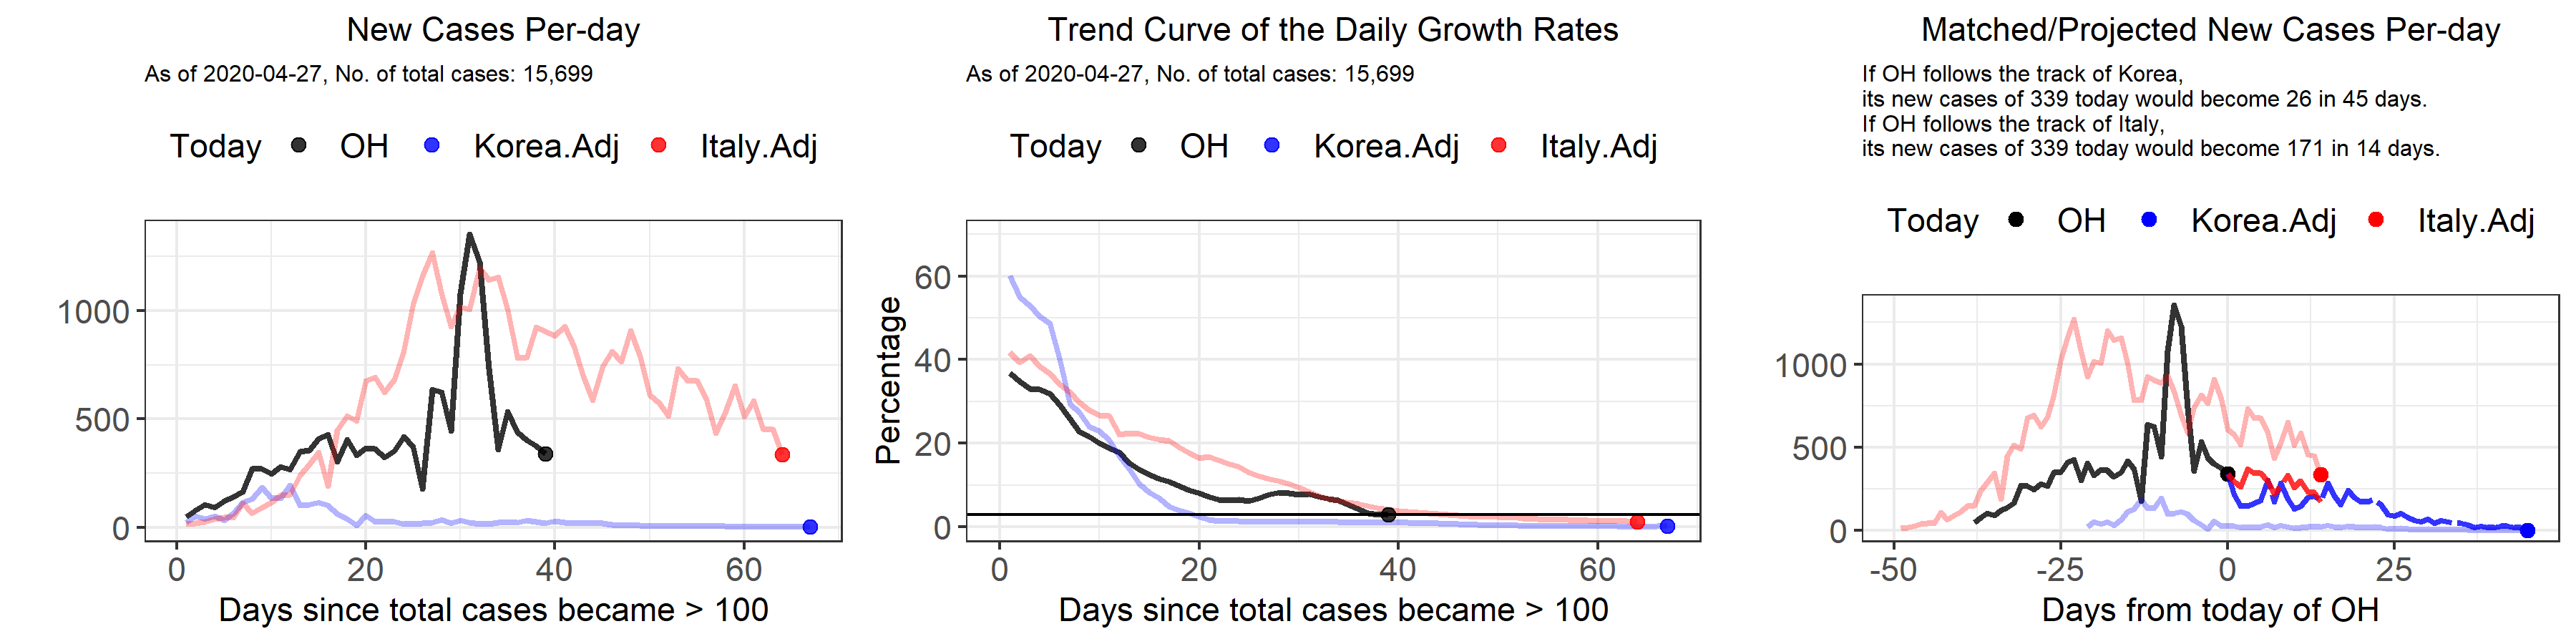 New Cases Per-day
As of 2020-04-27, No. of total cases: 15,699
Today OH Korea.Adj Italy.Adj
1000
500
0
0 20 40 60
Days since total cases became > 100
Trend Curve of the Daily Growth Rates
As of 2020-04-27, No. of total cases: 15,699
Today OH Korea.Adj Italy.Adj
Percentage
60
40
20
0
0 20 40 60
Days since total cases became > 100
Matched/Projected New Cases Per-day
If OH follows the track of Korea,
its new cases of 339 today would become 26 in 45 days.
If OH follows the track of Italy,
its new cases of 339 today would become 171 in 14 days.
Today OH Korea.Adj Italy.Adj
1000
500
0
-50 -25 0 25
Days from today of OH